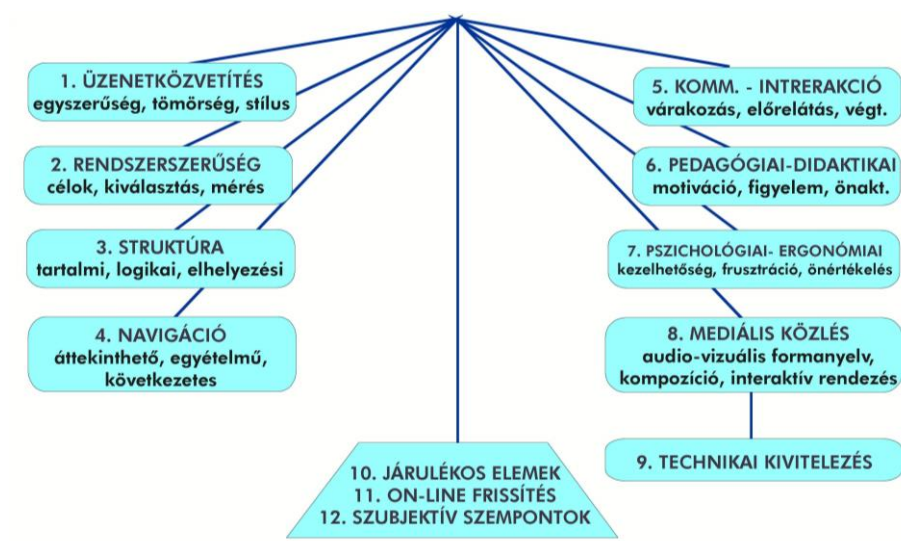 1. ÜZENETKÖZVETÍTÉS
egyszerűség, tömörség, stílus
2. RENDSZERSZERŰSÉG
célok, kiválasztás, mérés
3. STRUKTÚRA
tartalmi, logikai, elhelyezési
4. NAVIGÁCIÓ
áttekinthető, egyételmű,
következetes
5. KOMM. - INTRERAKCIÓ
várakozás, előrelátás, végt.
6. PEDAGÓGIAI-DIDAKTIKAI
motiváció, figyelem, önakt.
7. PSZICHOLÓGIAI- ERGONÓMIAI
kezelhetőség, frusztráció, önértékelés
8. MEDIÁLIS KÖZLÉS
audio-vizuális formanyelv,
kompozíció, interaktív rendezés
9. TECHNIKAI KIVITELEZÉS
10. JÁRULÉKOS ELEMEK
11. ON-LINE FRISSÍTÉS
12. SZUBJEKTÍV SZEMPONTOK